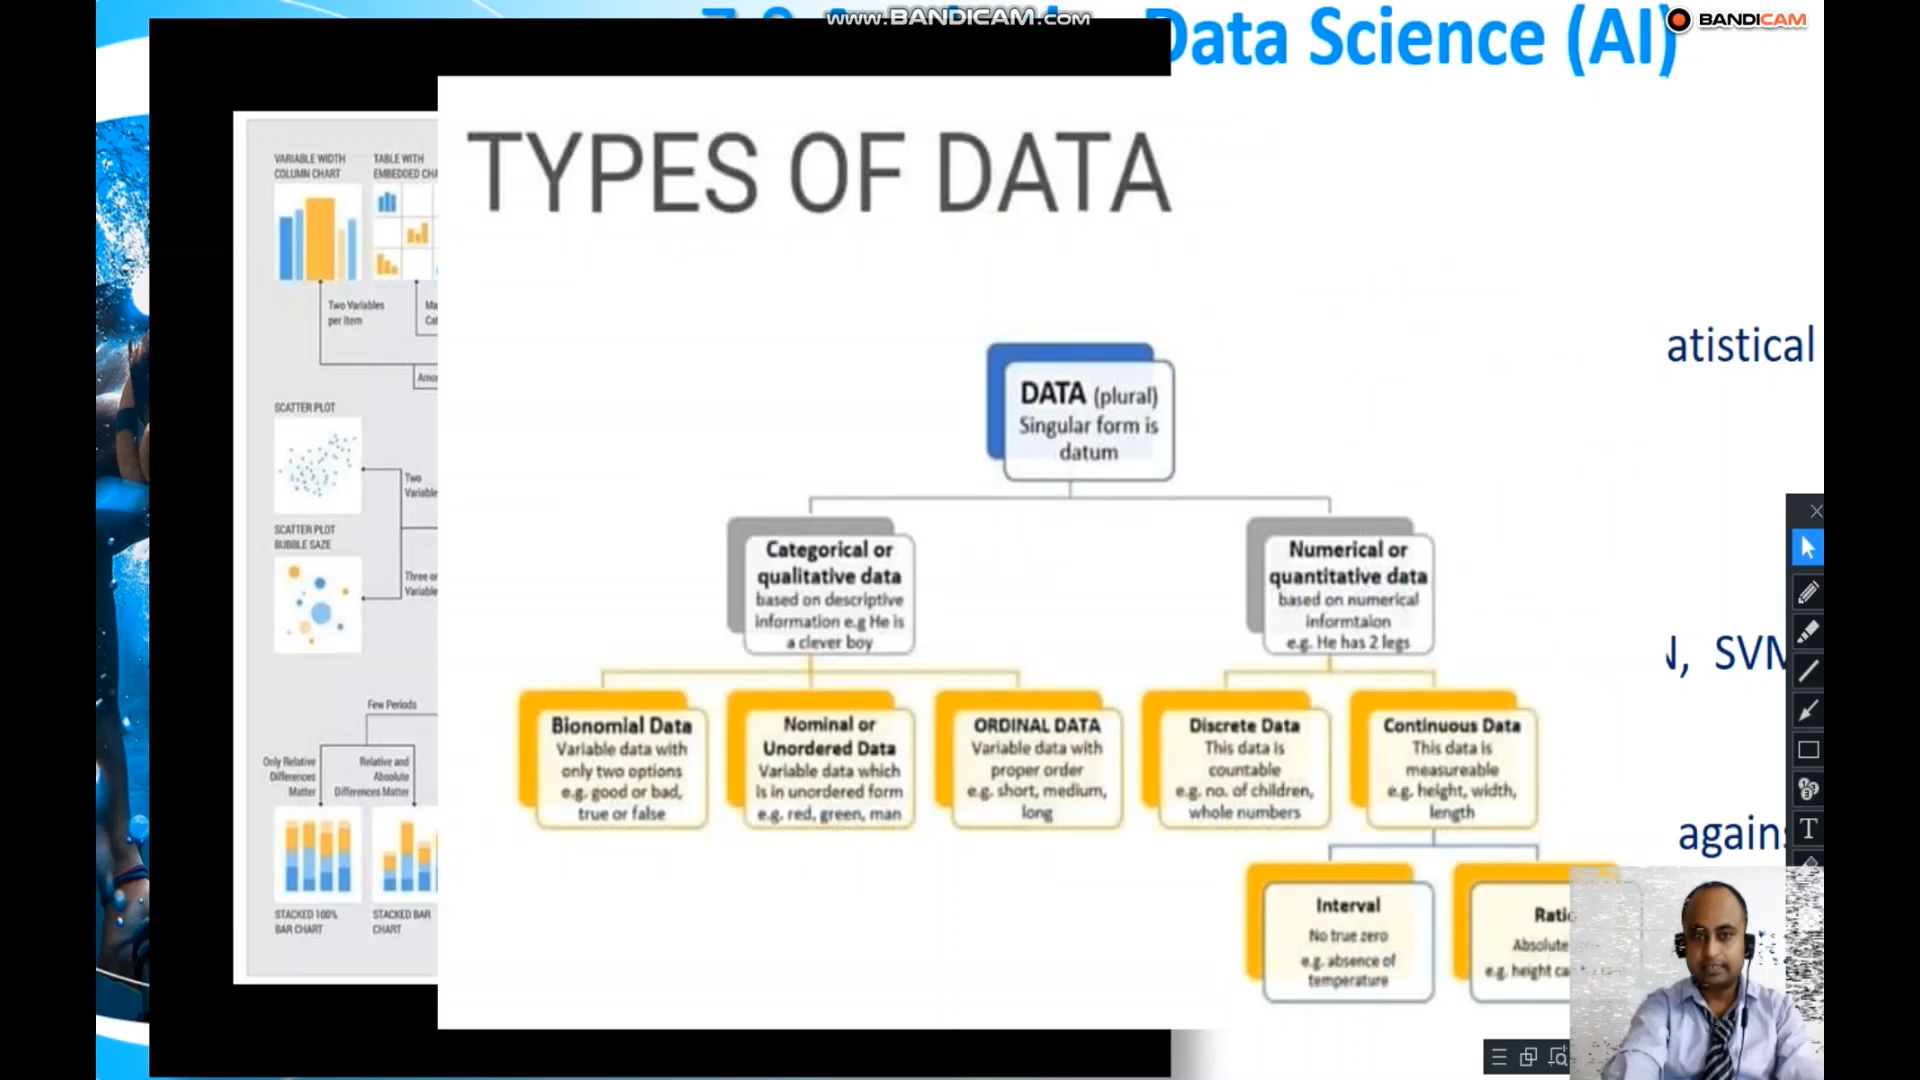 www.BANDICAM.com
BANDICAM
Data Science (AI)
TYPES OF DATA
VARIABLE WIDTH
COLUMN CHART
TABLE WITH
EMBEDDED CHA
Two Variables
per Item
Ma
Cat
Amo
SCATTER PLOT
Two
Variable
SCATTER PLOT
BUBBLE SAZE
Three or
Variable
Few Periods
Only Relative
Differences
Matter
Relative and
Absolute
Differences Matter
STACKED 100%
BAR CHART
STACKED BAR
CHART
DATA (plural)
Singular form is
datum
Categorical or
qualitative data
based on descriptive
information e.g He is
a clever boy
Numerical or
quantitative data
based on numerical
informtaion
e.g. He has 2 legs
Bionomial Data
Variable data with
only two options
e.g. good or bad,
true or false
Nominal or
Unordered Data
Variable data which
is in unordered form
e.g. red, green, man
ORDINAL DATA
Variable data with
proper order
e.g. short, medium,
long
Discrete Data
This data is
countable
e.g. no. of children,
whole numbers
Continuous Data
This data is
measureable
e.g. height, width,
length
Interval
No true zero
e.g. absence of
temperature
Ratio
Absolute
e.g. height ca
atistical
, SVM
agains
T